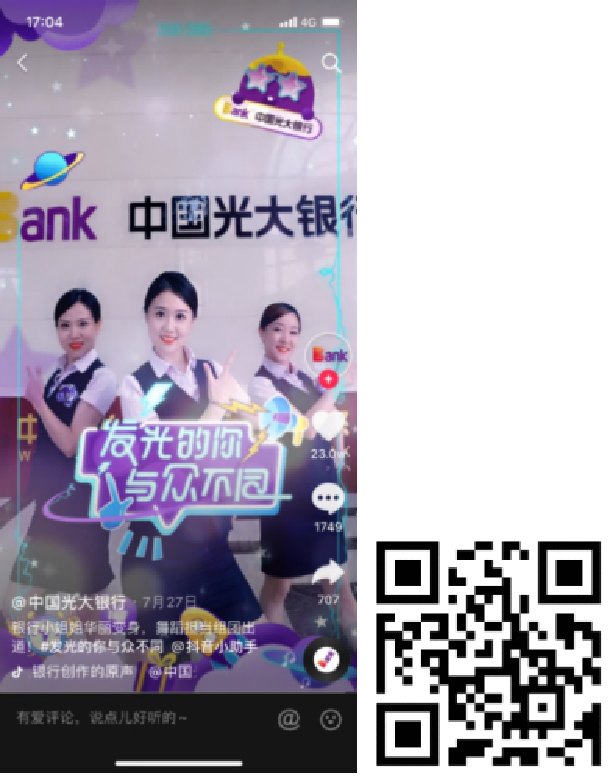 17:04
4G
Bank 中国光大银行
Bank 中国光大银行
Bank
发光的你
与众不同
23.0w
1749
707
@中国光大银行 · 7月27日
银行小姐姐华丽变身,舞蹈担当组团出
道!#发光的你与众不同 @抖音小助手
银行创作的原声 @中国
有爱评论,说点儿好听的~
@